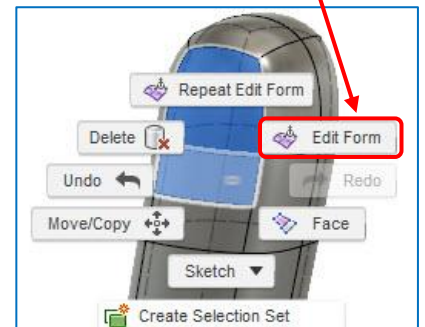 Repeat Edit Form
Delete
Edit Form
Undo
Redo
Move/Copy
Face
Sketch
Create Selection Set